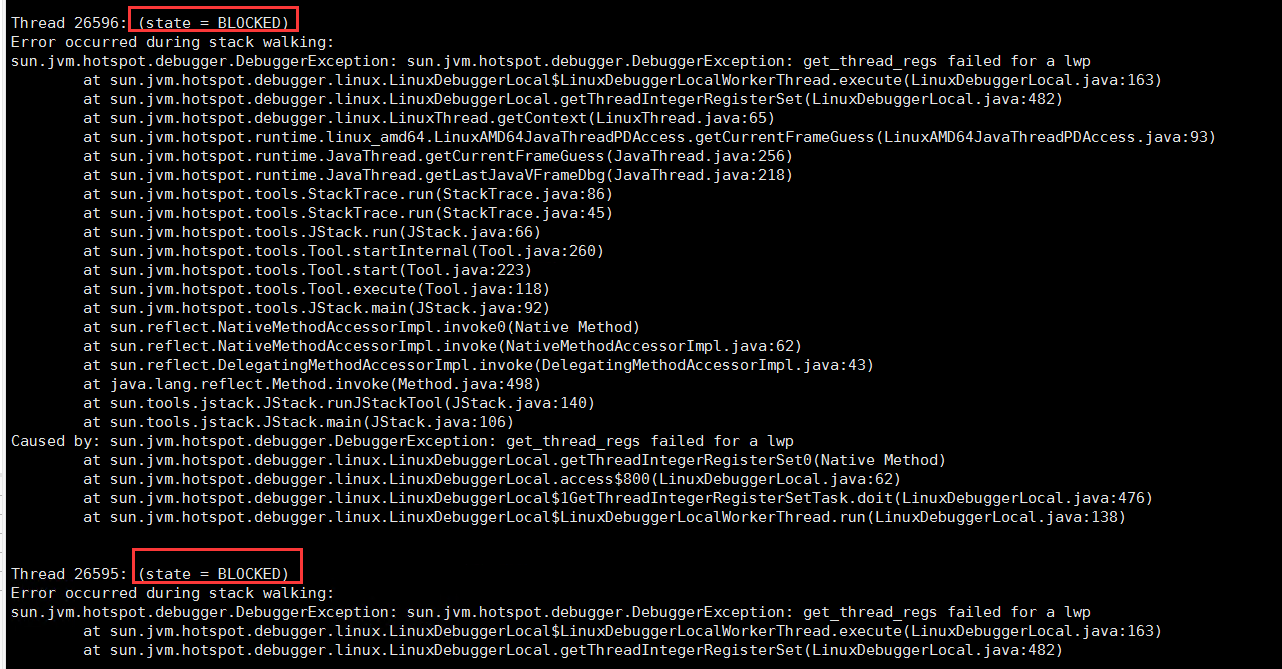 Thread 26596: (state = BLOCKED)
Error occurred during stack walking:
sun.jvm.hotspot.debugger.DebuggerException: sun.jvm.hotspot.debugger.DebuggerException: get_thread_regs failed for a lwp
        at sun.jvm.hotspot.debugger.linux.LinuxDebuggerLocal$LinuxDebuggerLocalWorkerThread.execute(LinuxDebuggerLocal.java:163)
        at sun.jvm.hotspot.debugger.linux.LinuxDebuggerLocal.getThreadIntegerRegisterSet(LinuxDebuggerLocal.java:482)
        at sun.jvm.hotspot.debugger.linux.LinuxThread.getContext(LinuxThread.java:65)
        at sun.jvm.hotspot.runtime.linux_amd64.LinuxAMD64JavaThreadPDAccess.getCurrentFrameGuess(LinuxAMD64JavaThreadPDAccess.java:93)
        at sun.jvm.hotspot.runtime.JavaThread.getCurrentFrameGuess(JavaThread.java:256)
        at sun.jvm.hotspot.runtime.JavaThread.getLastJavaVFrameDbg(JavaThread.java:218)
        at sun.jvm.hotspot.tools.StackTrace.run(StackTrace.java:86)
        at sun.jvm.hotspot.tools.StackTrace.run(StackTrace.java:45)
        at sun.jvm.hotspot.tools.JStack.run(JStack.java:66)
        at sun.jvm.hotspot.tools.Tool.startInternal(Tool.java:260)
        at sun.jvm.hotspot.tools.Tool.start(Tool.java:223)
        at sun.jvm.hotspot.tools.Tool.execute(Tool.java:118)
        at sun.jvm.hotspot.tools.JStack.main(JStack.java:92)
        at sun.reflect.NativeMethodAccessorImpl.invoke0(Native Method)
        at sun.reflect.NativeMethodAccessorImpl.invoke(NativeMethodAccessorImpl.java:62)
        at sun.reflect.DelegatingMethodAccessorImpl.invoke(DelegatingMethodAccessorImpl.java:43)
        at java.lang.reflect.Method.invoke(Method.java:498)
        at sun.tools.jstack.JStack.runJStackTool(JStack.java:140)
        at sun.tools.jstack.JStack.main(JStack.java:106)
Caused by: sun.jvm.hotspot.debugger.DebuggerException: get_thread_regs failed for a lwp
        at sun.jvm.hotspot.debugger.linux.LinuxDebuggerLocal.getThreadIntegerRegisterSet0(Native Method)
        at sun.jvm.hotspot.debugger.linux.LinuxDebuggerLocal.access$800(LinuxDebuggerLocal.java:62)
        at sun.jvm.hotspot.debugger.linux.LinuxDebuggerLocal$1GetThreadIntegerRegisterSetTask.doit(LinuxDebuggerLocal.java:476)
        at sun.jvm.hotspot.debugger.linux.LinuxDebuggerLocal$LinuxDebuggerLocalWorkerThread.run(LinuxDebuggerLocal.java:138)
Thread 26595: (state = BLOCKED)
Error occurred during stack walking:
sun.jvm.hotspot.debugger.DebuggerException: sun.jvm.hotspot.debugger.DebuggerException: get_thread_regs failed for a lwp
        at sun.jvm.hotspot.debugger.linux.LinuxDebuggerLocal$LinuxDebuggerLocalWorkerThread.execute(LinuxDebuggerLocal.java:163)
        at sun.jvm.hotspot.debugger.linux.LinuxDebuggerLocal.getThreadIntegerRegisterSet(LinuxDebuggerLocal.java:482)